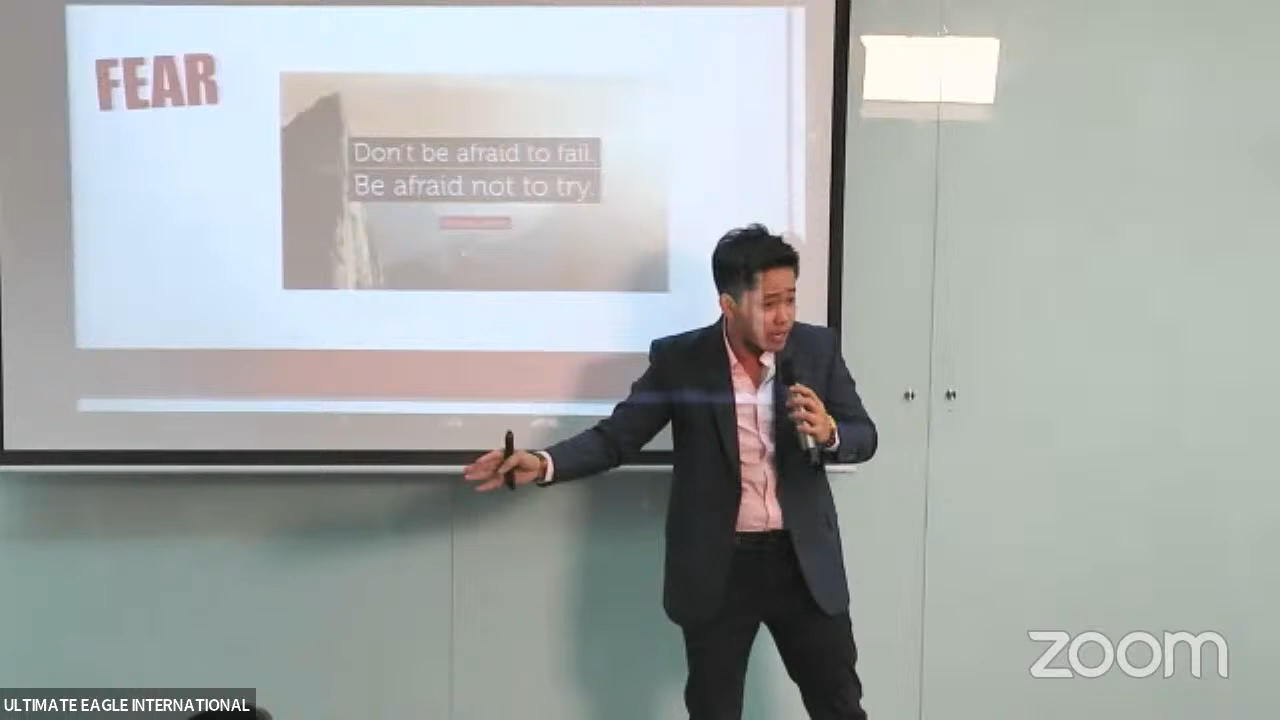 FEAR
Don't be afraid to fail.
Be afraid not to try.
zoom
ULTIMATE EAGLE INTERNATIONAL